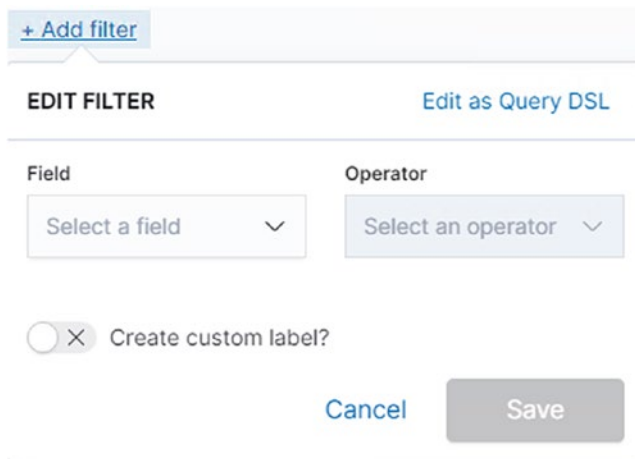 + Add filter
EDIT FILTER Edit as Query DSL
Field Operator
Select a field Select an operator
Create custom label?
Cancel Save